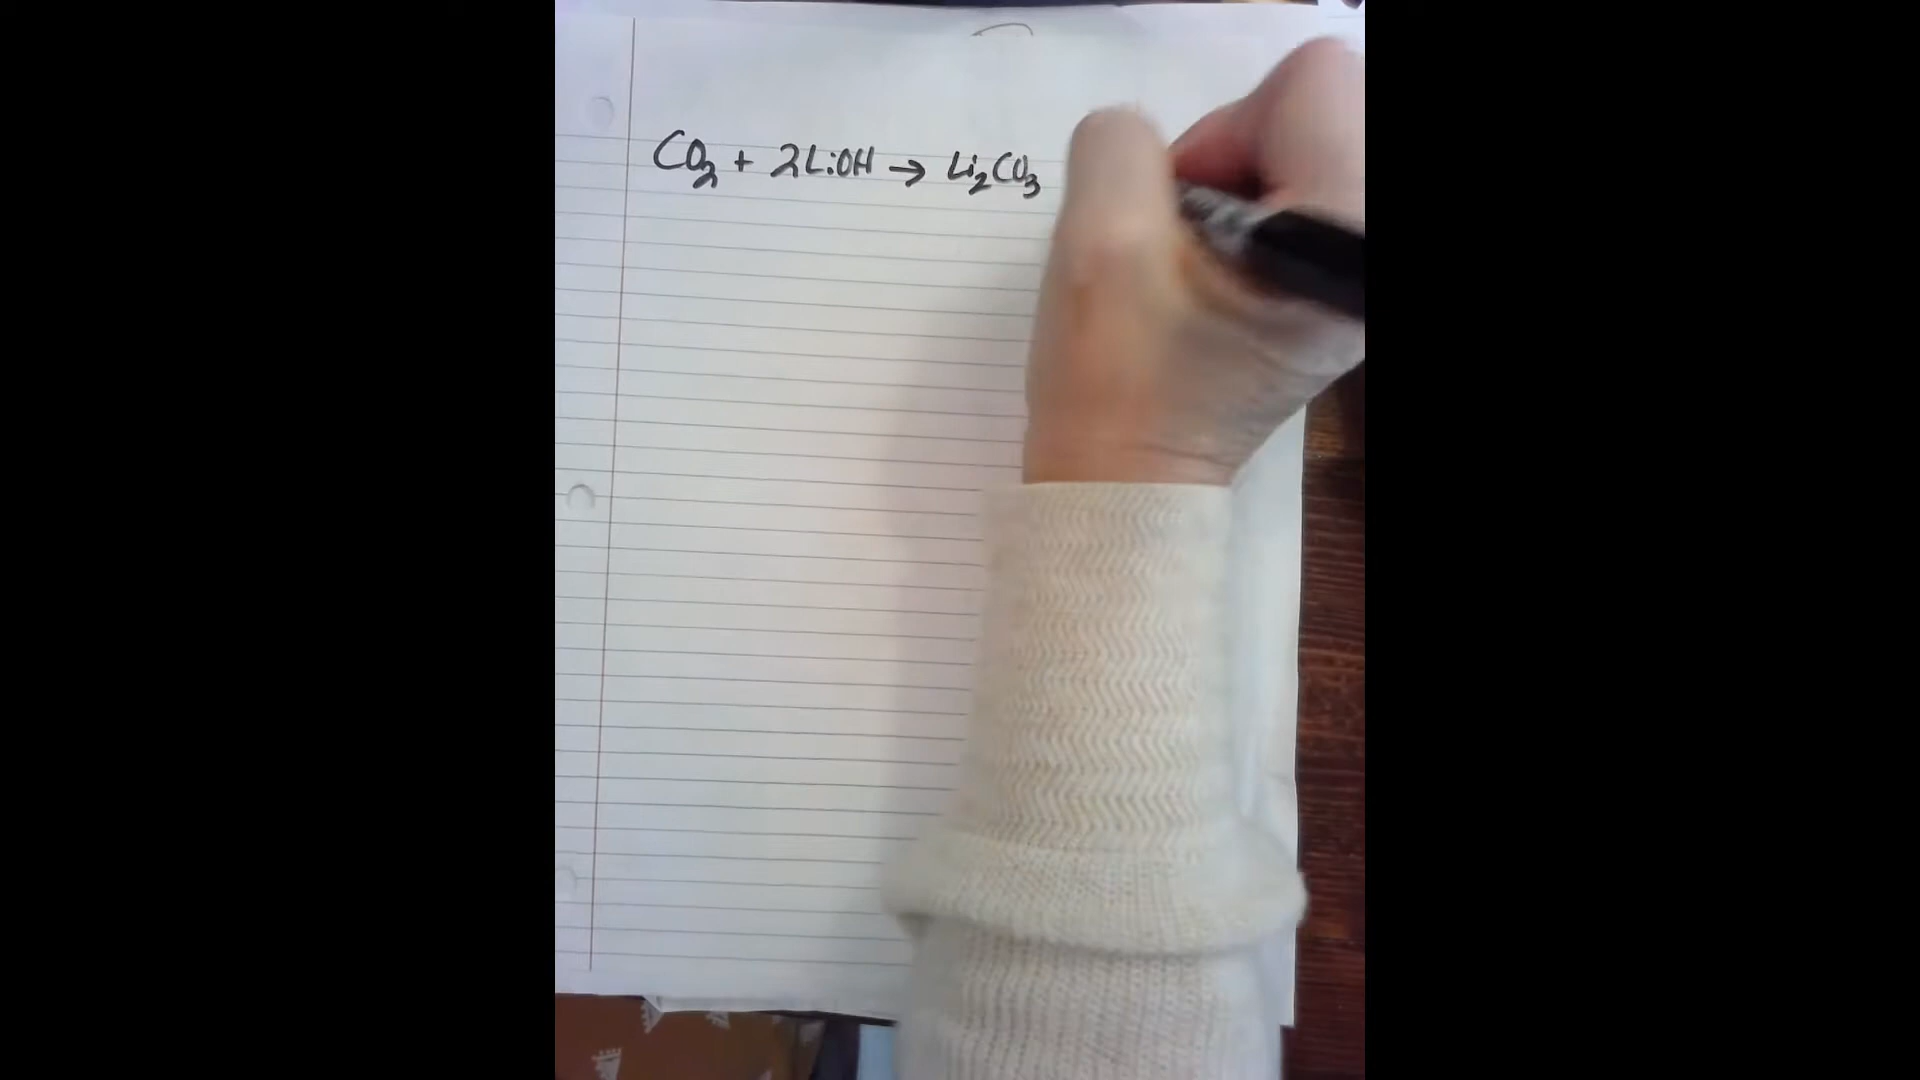 CO₂ + 2LiOH → Li₂CO₃